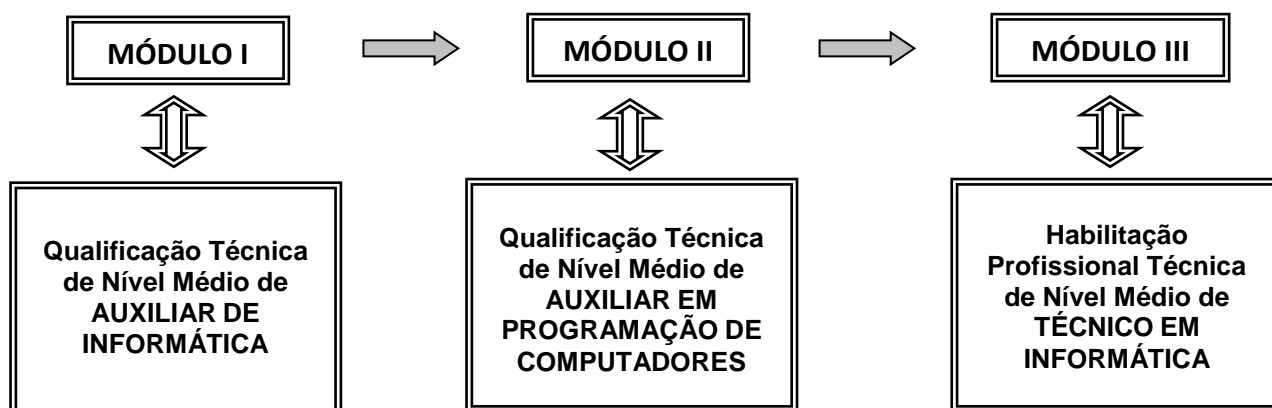 MÓDULO I
MÓDULO II
MÓDULO III
Qualificação Técnica
de Nível Médio de
AUXILIAR DE
INFORMÁTICA
Qualificação Técnica
de Nível Médio de
AUXILIAR EM
PROGRAMAÇÃO DE
COMPUTADORES
Habilitação
Profissional Técnica
de Nível Médio de
TÉCNICO EM
INFORMÁTICA